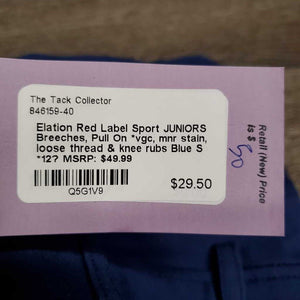 The Tack Collector
846159-40
Elation Red Label Sport JUNIORS
Breeches, Pull On *vgc, mnr stain,
loose thread & knee rubs Blue S
*12? MSRP: $49.99
Q5G1V9
$29.50
Retail (New) Price
is $ 50